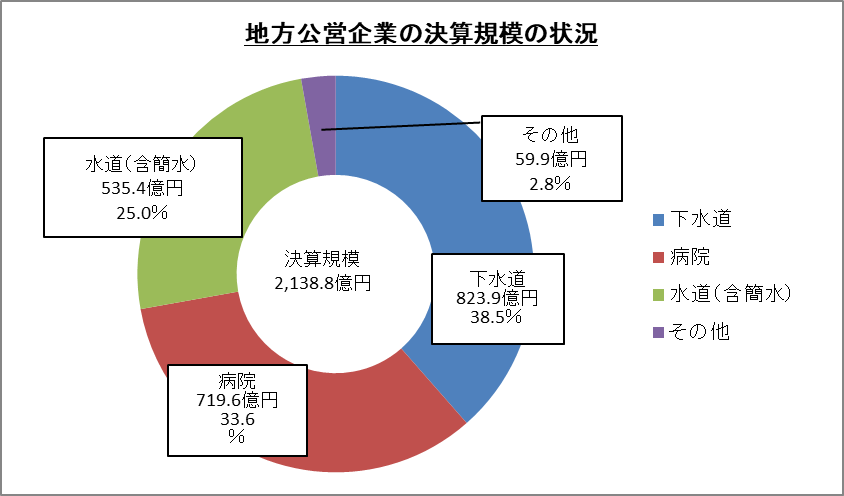 地方公営企業の決算規模の状況
その他
59.9億円
2.8%
水道（含簡水）
535.4億円
25.0%
決算規模
2,138.8億円
下水道
823.9億円
38.5%
病院
719.6億円
33.6
%
下水道
病院
水道（含簡水）
その他